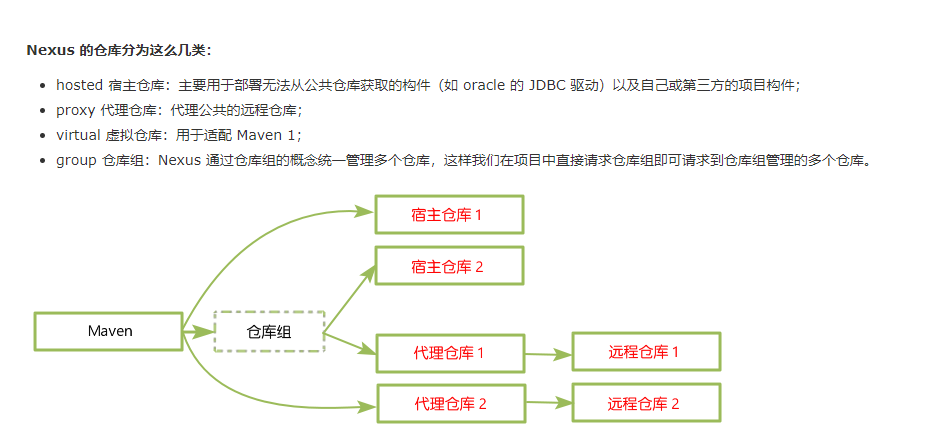 Nexus 的仓库分为这么几类：
hosted 宿主仓库：主要用于部署无法从公共仓库获取的构件（如 oracle 的 JDBC 驱动）以及自己或第三方的项目构件；
proxy 代理仓库：代理公共的远程仓库；
virtual 虚拟仓库：用于适配 Maven 1；
group 仓库组：Nexus 通过仓库组的概念统一管理多个仓库，这样我们在项目中直接请求仓库组即可请求到仓库组管理的多个仓库。
宿主仓库 1
宿主仓库 2
Maven
仓库组
代理仓库 1
远程仓库 1
代理仓库 2
远程仓库 2